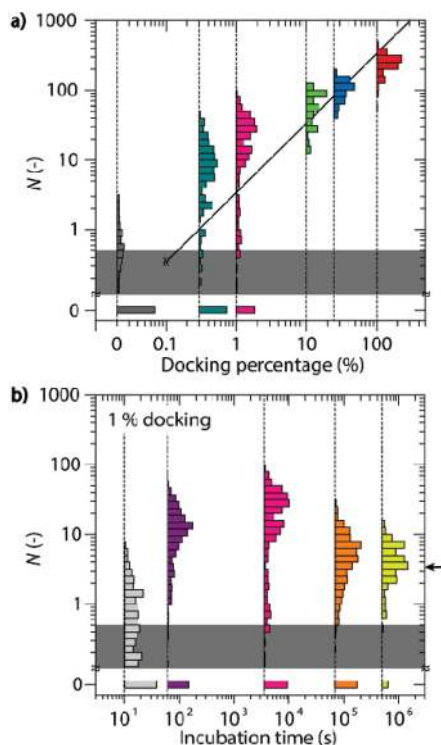 a)
1000
100
10
1
0
N (-)
0 0.1 1 10 100
Docking percentage (%)
b)
1 % docking
1000
100
10
1
0
N (-)
10¹ 10² 10³ 10⁴ 10⁵ 10⁶
Incubation time (s)